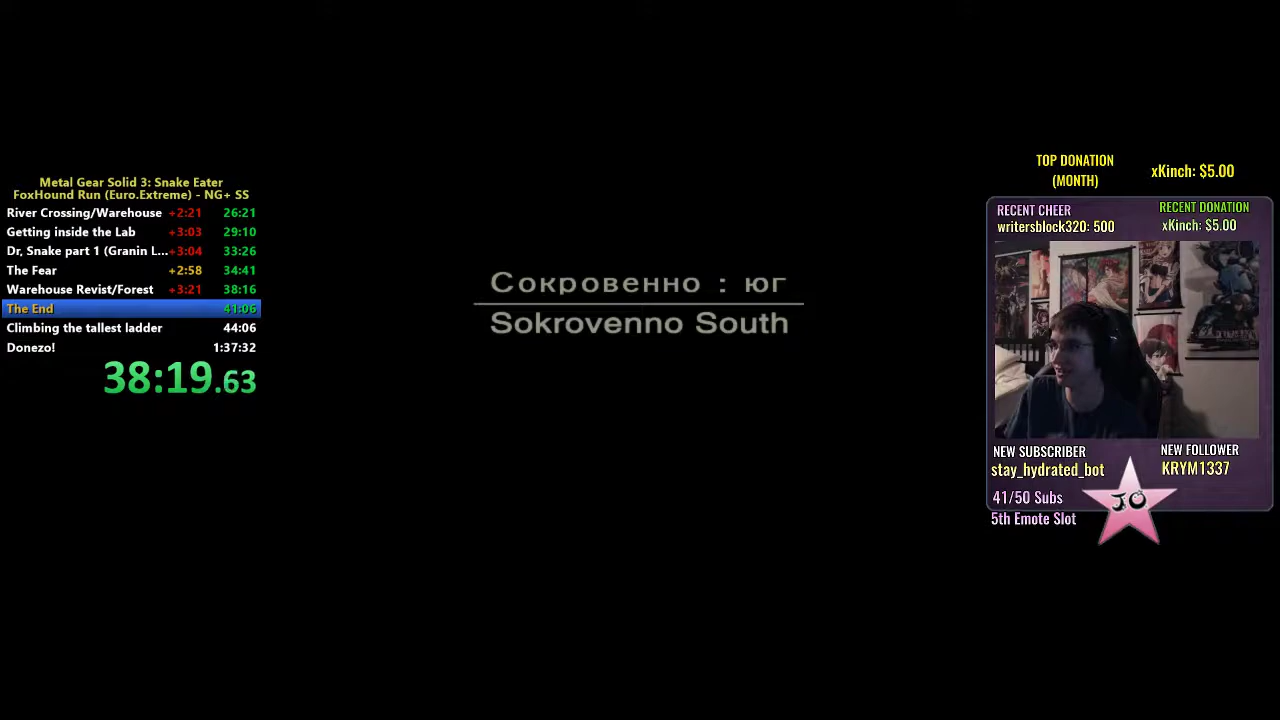 Metal Gear Solid 3: Snake Eater
FoxHound Run (Euro.Extreme) - NG+ SS
River Crossing/Warehouse +2:21 26:21
Getting inside the Lab +3:03 29:10
Dr, Snake part 1 (Granin L... +3:04 33:26
The Fear +2:58 34:41
Warehouse Revist/Forest +3:21 38:16
The End 41:06
Climbing the tallest ladder 44:06
Donezo! 1:37:32
38:19.63
Сокровенно : юг
Sokrovenno South
TOP DONATION
(MONTH)
xKinch: $5.00
RECENT CHEER
writersblock320: 500
RECENT DONATION
xKinch: $5.00
NEW SUBSCRIBER
stay_hydrated_bot
NEW FOLLOWER
KRYM1337
41/50 Subs
5th Emote Slot
JO